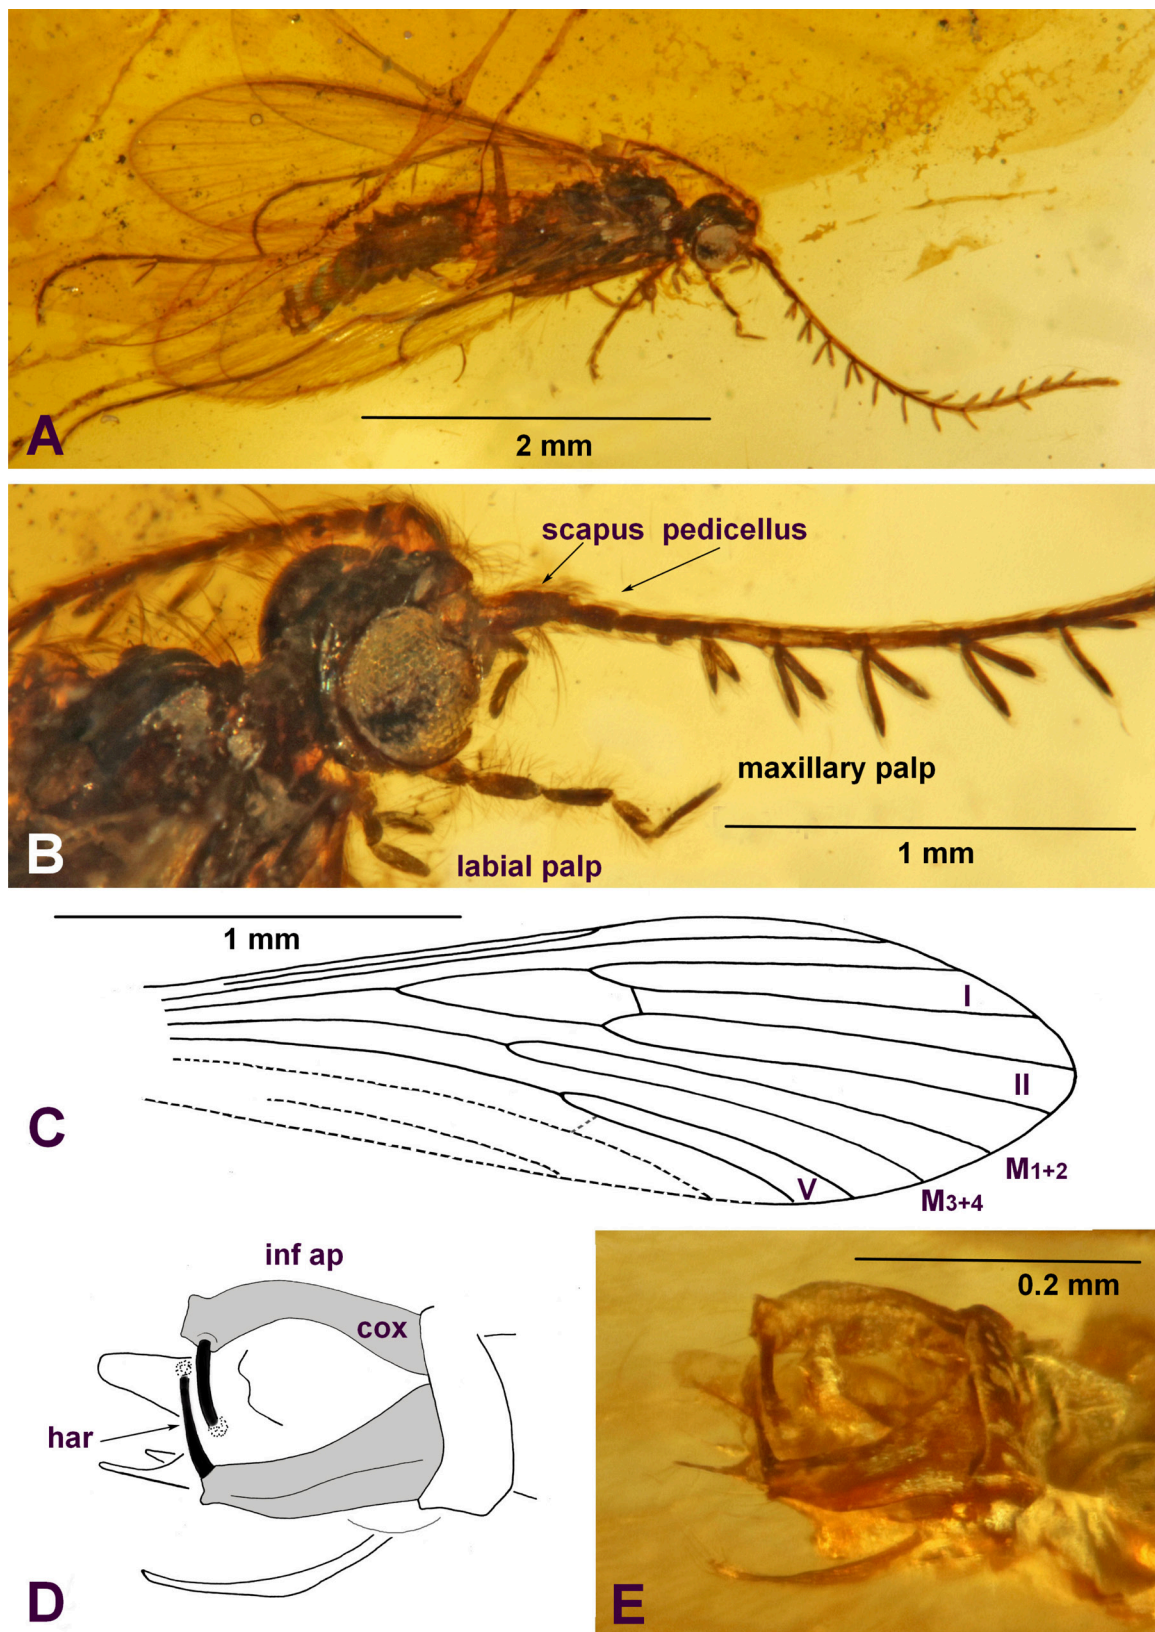 A
2 mm
scapus pedicellus
maxillary palp
1 mm
labial palp
B
1 mm
I
II
C
V
M1+2
M3+4
inf ap
cox
har
D
0.2 mm
E